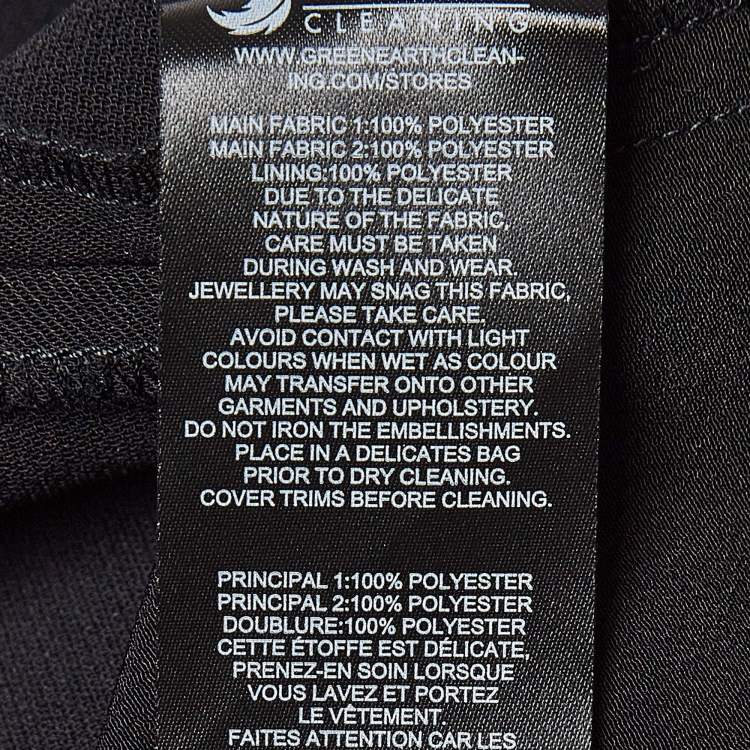 CLEANING
WWW.GREENEARTHCLEAN-
ING.COM/STORES
MAIN FABRIC 1:100% POLYESTER
MAIN FABRIC 2:100% POLYESTER
LINING:100% POLYESTER
DUE TO THE DELICATE
NATURE OF THE FABRIC,
CARE MUST BE TAKEN
DURING WASH AND WEAR.
JEWELLERY MAY SNAG THIS FABRIC,
PLEASE TAKE CARE.
AVOID CONTACT WITH LIGHT
COLOURS WHEN WET AS COLOUR
MAY TRANSFER ONTO OTHER
GARMENTS AND UPHOLSTERY.
DO NOT IRON THE EMBELLISHMENTS.
PLACE IN A DELICATES BAG
PRIOR TO DRY CLEANING.
COVER TRIMS BEFORE CLEANING.
PRINCIPAL 1:100% POLYESTER
PRINCIPAL 2:100% POLYESTER
DOUBLURE:100% POLYESTER
CETTE ÉTOFFE EST DÉLICATE,
PRENEZ-EN SOIN LORSQUE
VOUS LAVEZ ET PORTEZ
LE VÊTEMENT.
FAITES ATTENTION CAR LES